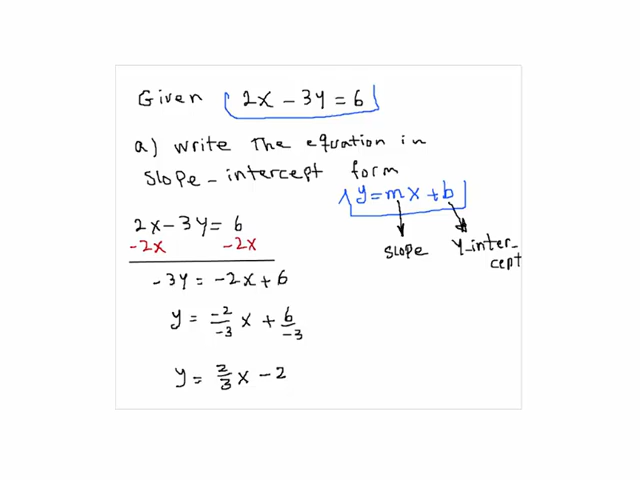 Given 2x - 3y = 6
a) write The equation in
slope-intercept form
y = mx + b
slope
y-inter-
cept
2x - 3y = 6
-2x -2x
-3y = -2x + 6
y = -2/-3 x + 6/-3
y = 2/3 x - 2